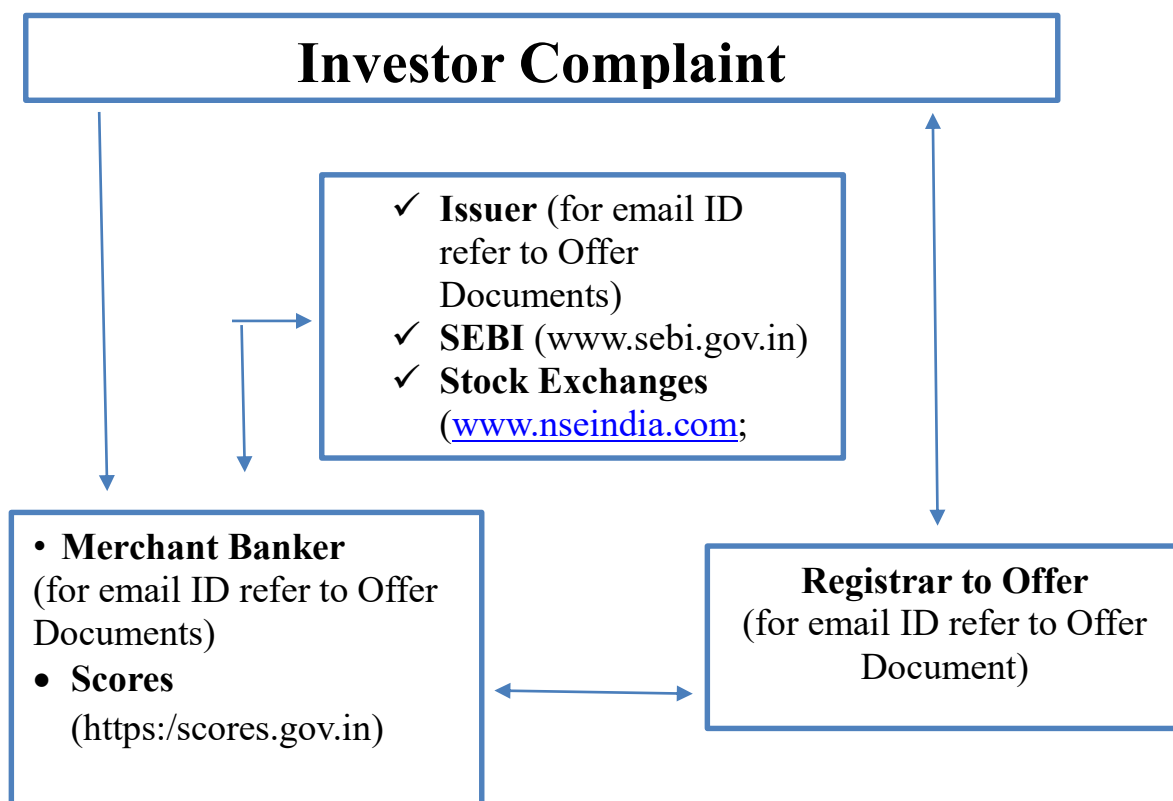 Investor Complaint
✓ Issuer (for email ID
refer to Offer
Documents)
✓ SEBI (www.sebi.gov.in)
✓ Stock Exchanges
(www.nseindia.com;
• Merchant Banker
(for email ID refer to Offer
Documents)
• Scores
(https:/scores.gov.in)
Registrar to Offer
(for email ID refer to Offer
Document)